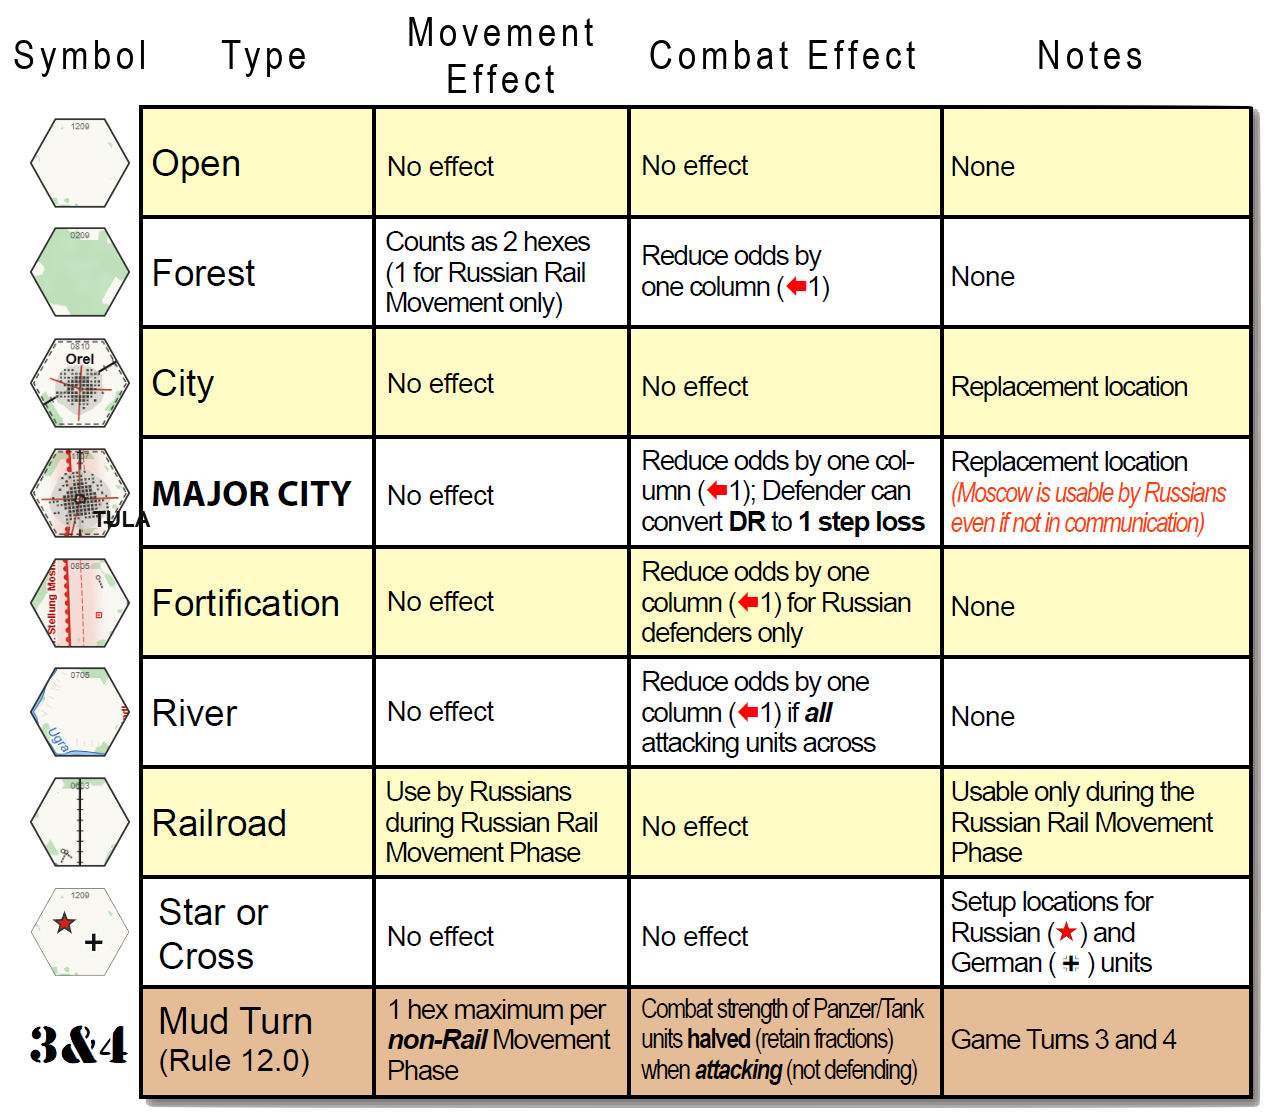 Symbol Type Movement Effect Combat Effect Notes
1209
Open
No effect
No effect
None
0209
Forest
Counts as 2 hexes
(1 for Russian Rail
Movement only)
Reduce odds by
one column (1)
None
0810
Orel
City
No effect
No effect
Replacement location
TULA
MAJOR CITY
No effect
Reduce odds by one col-
umn (1); Defender can
convert DR to 1 step loss
Replacement location
(Moscow is usable by Russians
even if not in communication)
0805
Stellung Mosh
Fortification
No effect
Reduce odds by one
column (1) for Russian
defenders only
None
0705
Ugra
River
No effect
Reduce odds by one
column (1) if all
attacking units across
None
0603
Railroad
Use by Russians
during Russian Rail
Movement Phase
No effect
Usable only during the
Russian Rail Movement
Phase
1209
Star or
Cross
No effect
No effect
Setup locations for
Russian (★) and
German ( ) units
3&4
Mud Turn
(Rule 12.0)
1 hex maximum per
non-Rail Movement
Phase
Combat strength of Panzer/Tank
units halved (retain fractions)
when attacking (not defending)
Game Turns 3 and 4